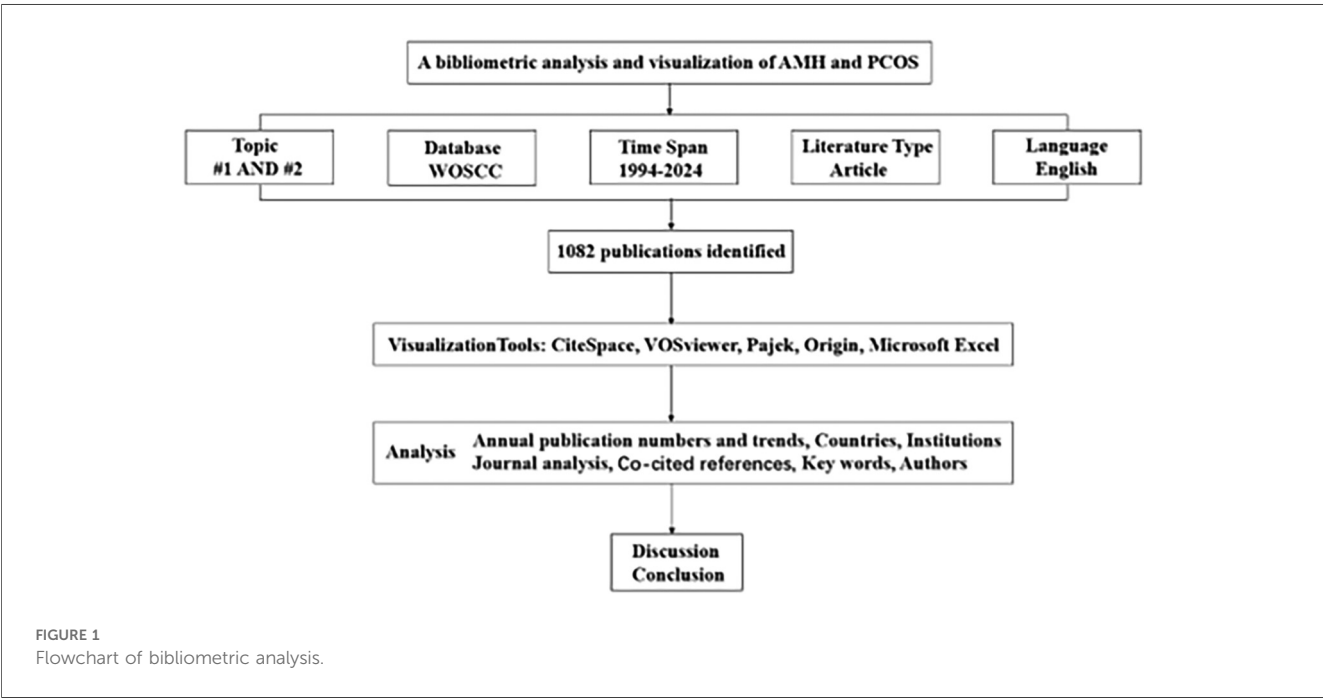 A bibliometric analysis and visualization of AMH and PCOS
Topic
#1 AND #2
Database
WOSCC
Time Span
1994-2024
Literature Type
Article
Language
English
1082 publications identified
VisualizationTools: CiteSpace, VOSviewer, Pajek, Origin, Microsoft Excel
Analysis
Annual publication numbers and trends, Countries, Institutions
Journal analysis, Co-cited references, Key words, Authors
Discussion
Conclusion
FIGURE 1
Flowchart of bibliometric analysis.